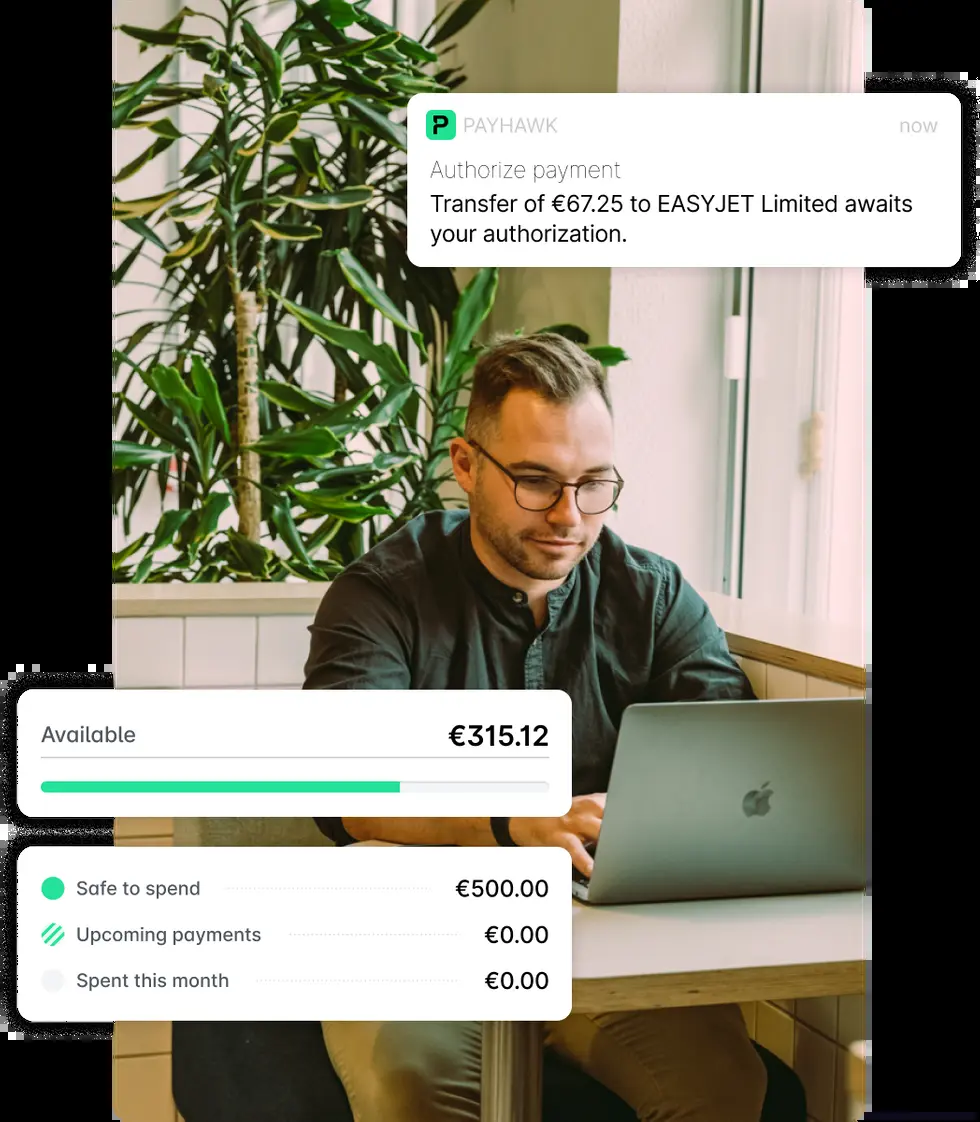 P PAYHAWK now
Authorize payment
Transfer of €67.25 to EASYJET Limited awaits
your authorization.
Available €315.12
Safe to spend €500.00
Upcoming payments €0.00
Spent this month €0.00